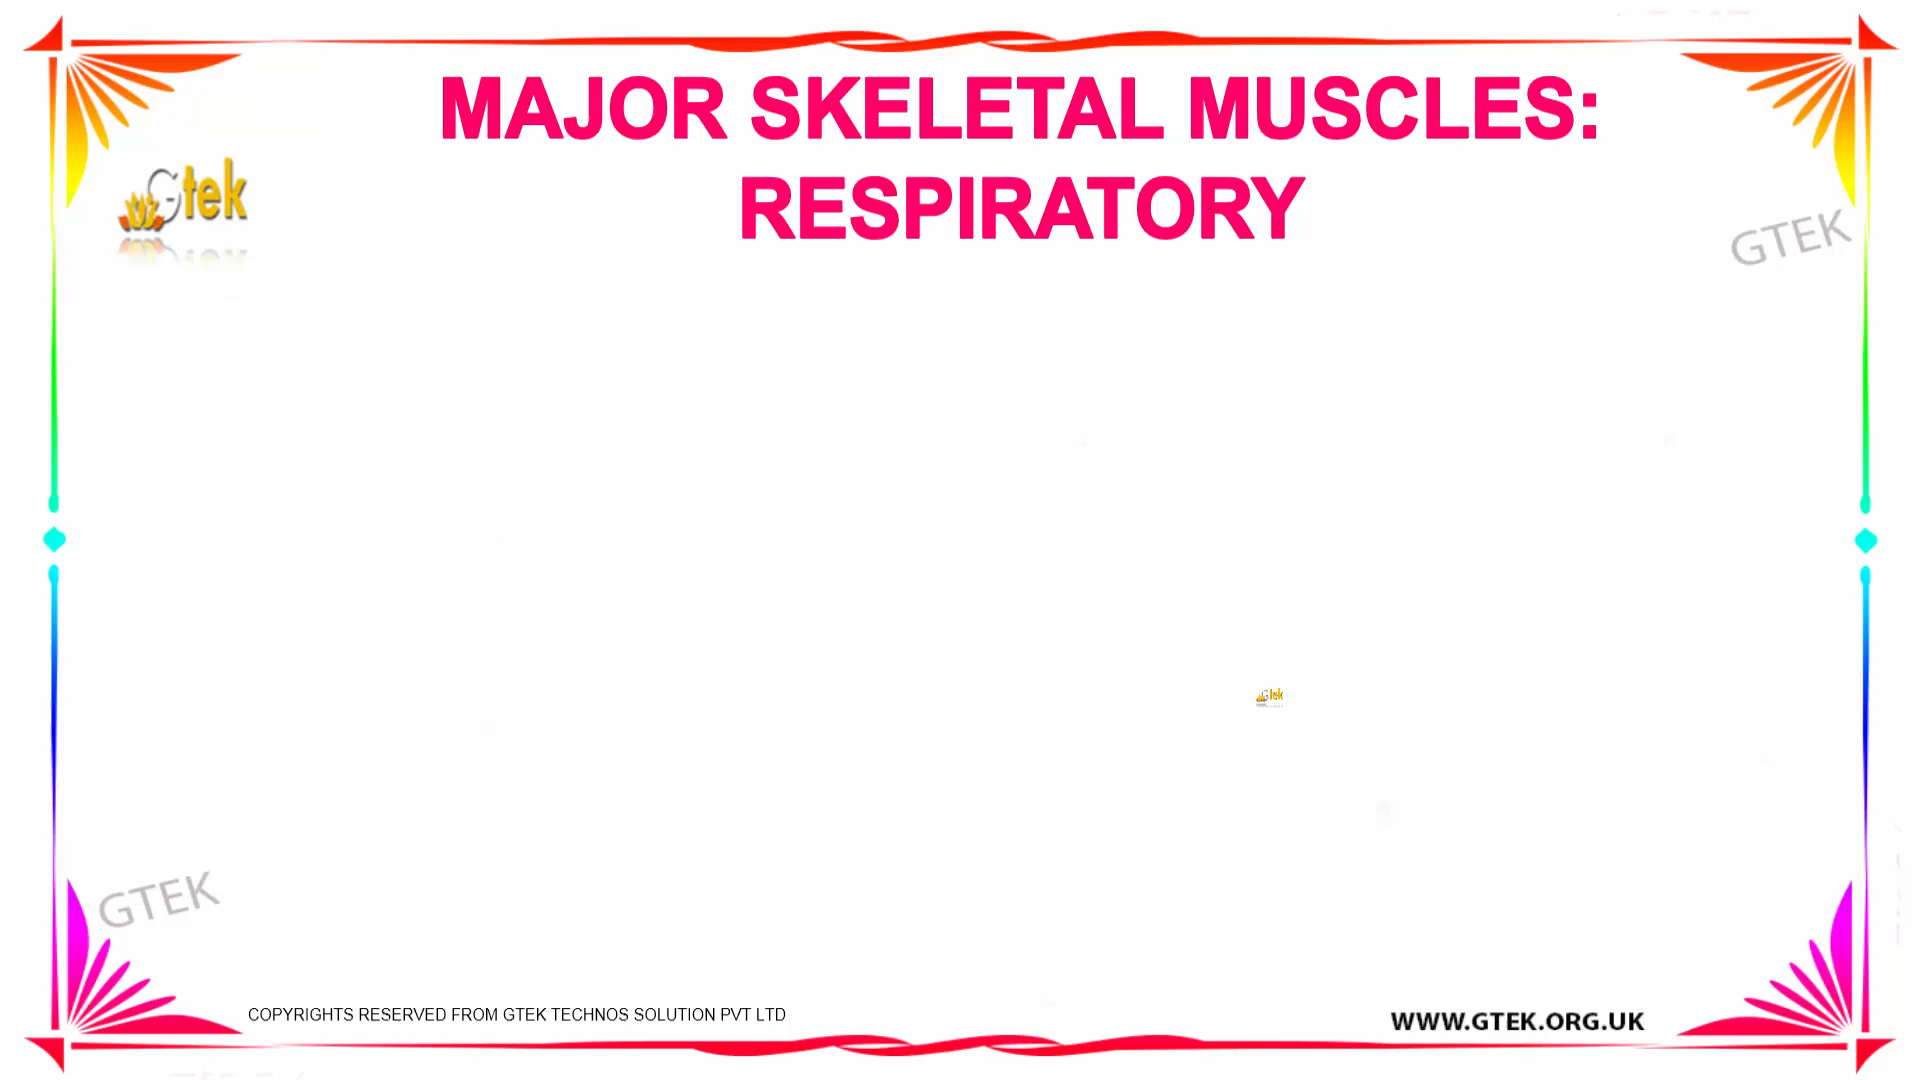 MAJOR SKELETAL MUSCLES:
RESPIRATORY
Gtek
GTEK
Gtek
GTEK
COPYRIGHTS RESERVED FROM GTEK TECHNOS SOLUTION PVT LTD
WWW.GTEK.ORG.UK